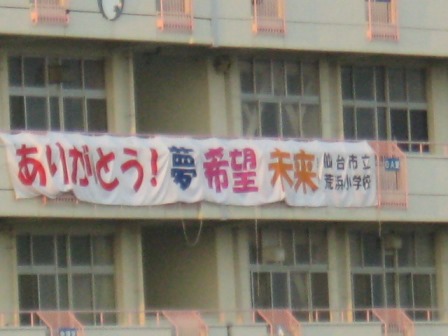 ありがとう！夢 希望 未来 仙台市立
荒浜小学校